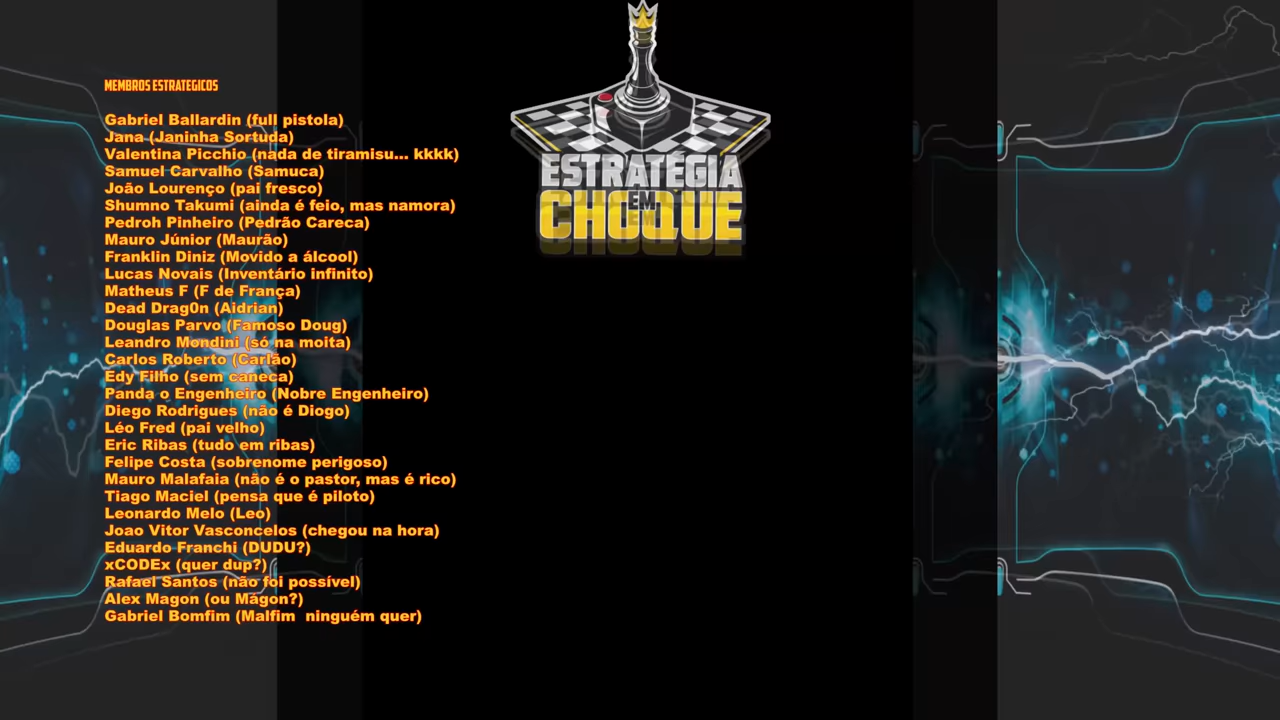 MEMBROS ESTRATEGICOS
Gabriel Ballardin (full pistola)
Jana (Janinha Sortuda)
Valentina Picchio (nada de tiramisu... kkkk)
Samuel Carvalho (Samuca)
João Lourenço (pai fresco)
Shumno Takumi (ainda é feio, mas namora)
Pedroh Pinheiro (Pedrão Careca)
Mauro Júnior (Maurão)
Franklin Diniz (Movido a álcool)
Lucas Novais (Inventário infinito)
Matheus F (F de França)
Dead Drag0n (Aidrian)
Douglas Parvo (Famoso Doug)
Leandro Mondini (só na moita)
Carlos Roberto (Carlão)
Edy Filho (sem caneca)
Panda o Engenheiro (Nobre Engenheiro)
Diego Rodrigues (não é Diogo)
Léo Fred (pai velho)
Eric Ribas (tudo em ribas)
Felipe Costa (sobrenome perigoso)
Mauro Malafaia (não é o pastor, mas é rico)
Tiago Maciel (pensa que é piloto)
Leonardo Melo (Leo)
Joao Vitor Vasconcelos (chegou na hora)
Eduardo Franchi (DUDU?)
xCODEx (quer dup?)
Rafael Santos (não foi possível)
Alex Magon (ou Mágon?)
Gabriel Bomfim (Malfim  ninguém quer)
ESTRATÉGIA
EM
CHOQUE